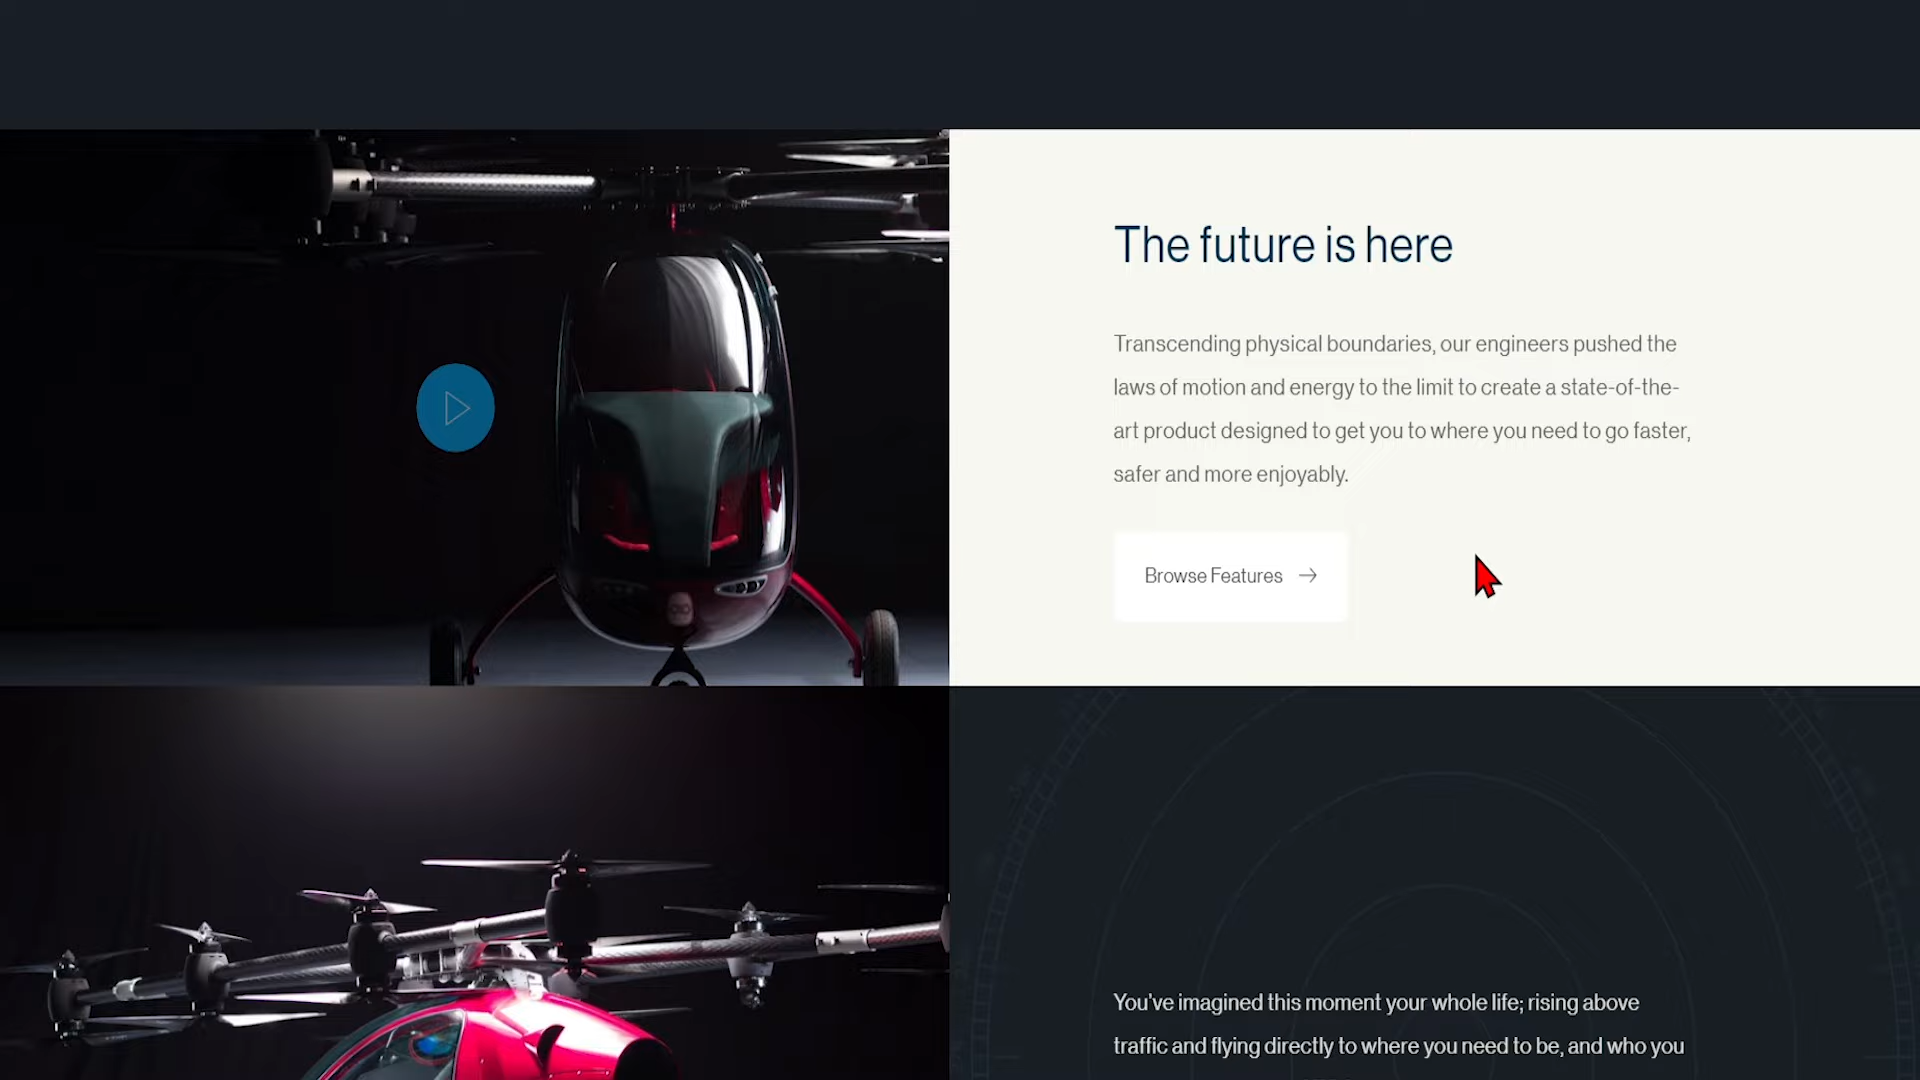 The future is here
Transcending physical boundaries, our engineers pushed the
laws of motion and energy to the limit to create a state-of-the-
art product designed to get you to where you need to go faster,
safer and more enjoyably.
Browse Features
You've imagined this moment your whole life; rising above
traffic and flying directly to where you need to be, and who you